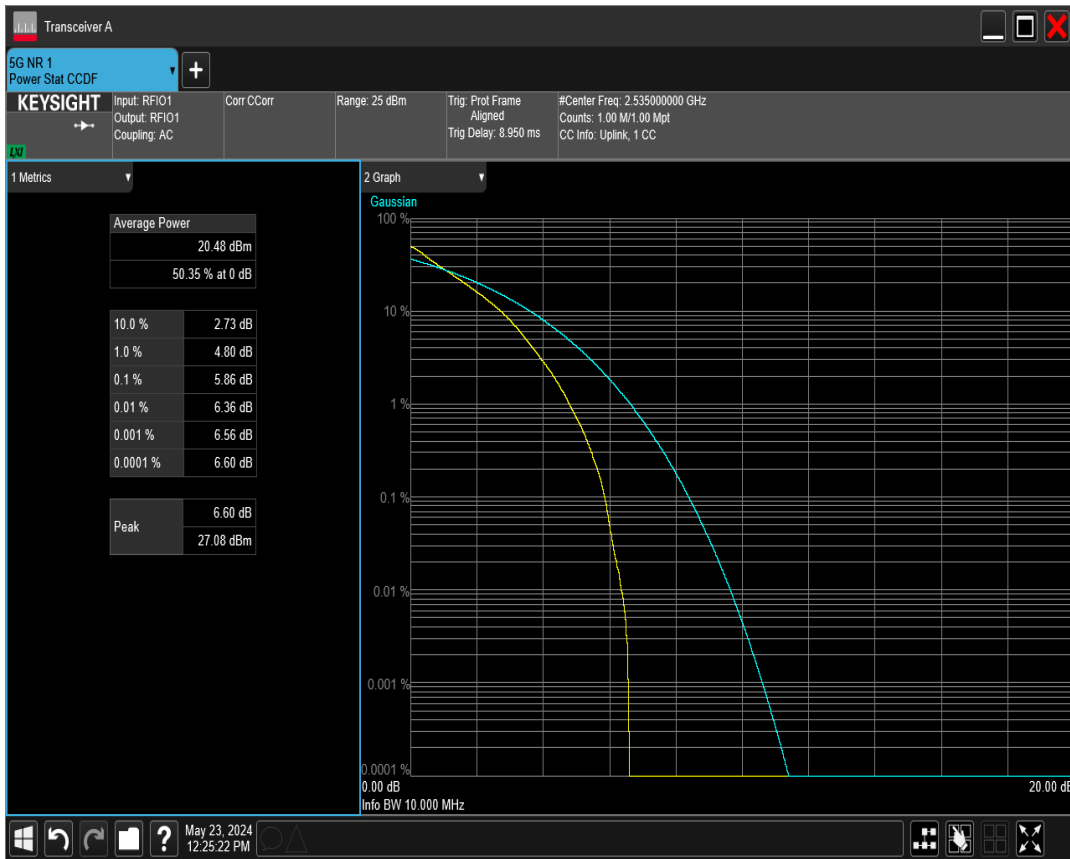 Transceiver A
5G NR 1
Power Stat CCDF
KEYSIGHT
LXI
Input: RFIO1
Output: RFIO1
Coupling: AC
Corr CCorr
Range: 25 dBm
Trig: Prot Frame
Aligned
Trig Delay: 8.950 ms
#Center Freq: 2.535000000 GHz
Counts: 1.00 M/1.00 Mpt
CC Info: Uplink, 1 CC
1 Metrics
Average Power
20.48 dBm
50.35 % at 0 dB
10.0 % 2.73 dB
1.0 % 4.80 dB
0.1 % 5.86 dB
0.01 % 6.36 dB
0.001 % 6.56 dB
0.0001 % 6.60 dB
Peak
6.60 dB
27.08 dBm
2 Graph
Gaussian
100 %
10 %
1 %
0.1 %
0.01 %
0.001 %
0.0001 %
0.00 dB 20.00 dB
Info BW 10.000 MHz
?
May 23, 2024
12:25:22 PM